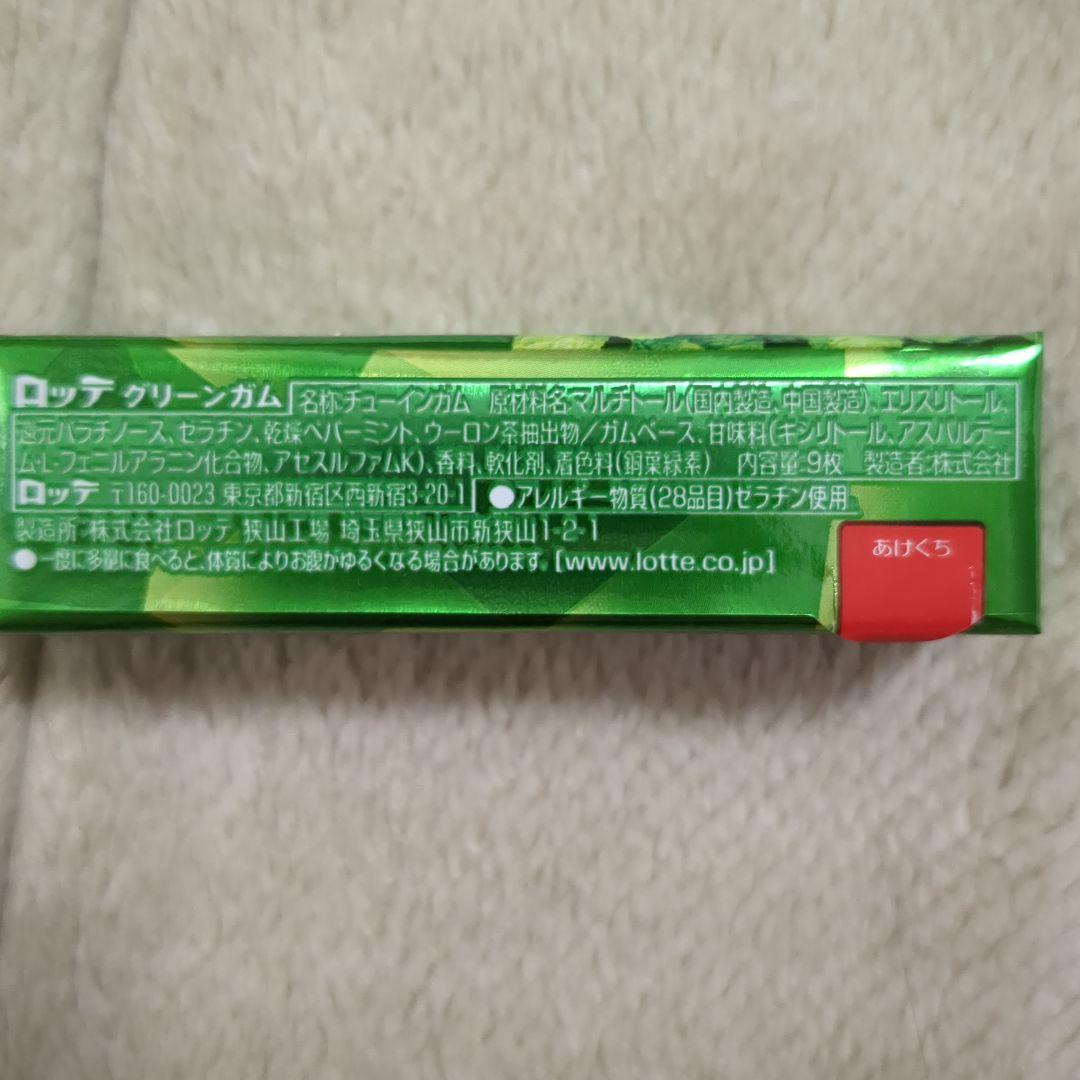 ロッテ グリーンガム 名称:チューインガム 原材料名:マルチトール(国内製造、中国製造)、エリスリトール、
還元パラチノース、ゼラチン、乾燥ペパーミント、ウーロン茶抽出物/ガムベース、甘味料(キシリトール、アスパルテー
ム・L-フェニルアラニン化合物、アセスルファムK)、香料、軟化剤、着色料(銅葉緑素) 内容量:9枚 製造者:株式会社
ロッテ 〒160-0023 東京都新宿区西新宿3-20-1 ●アレルギー物質(28品目)ゼラチン使用
製造所:株式会社ロッテ 狭山工場 埼玉県狭山市新狭山1-2-1
●一度に多量に食べると、体質によりお腹がゆるくなる場合があります。[www.lotte.co.jp]
あけくち